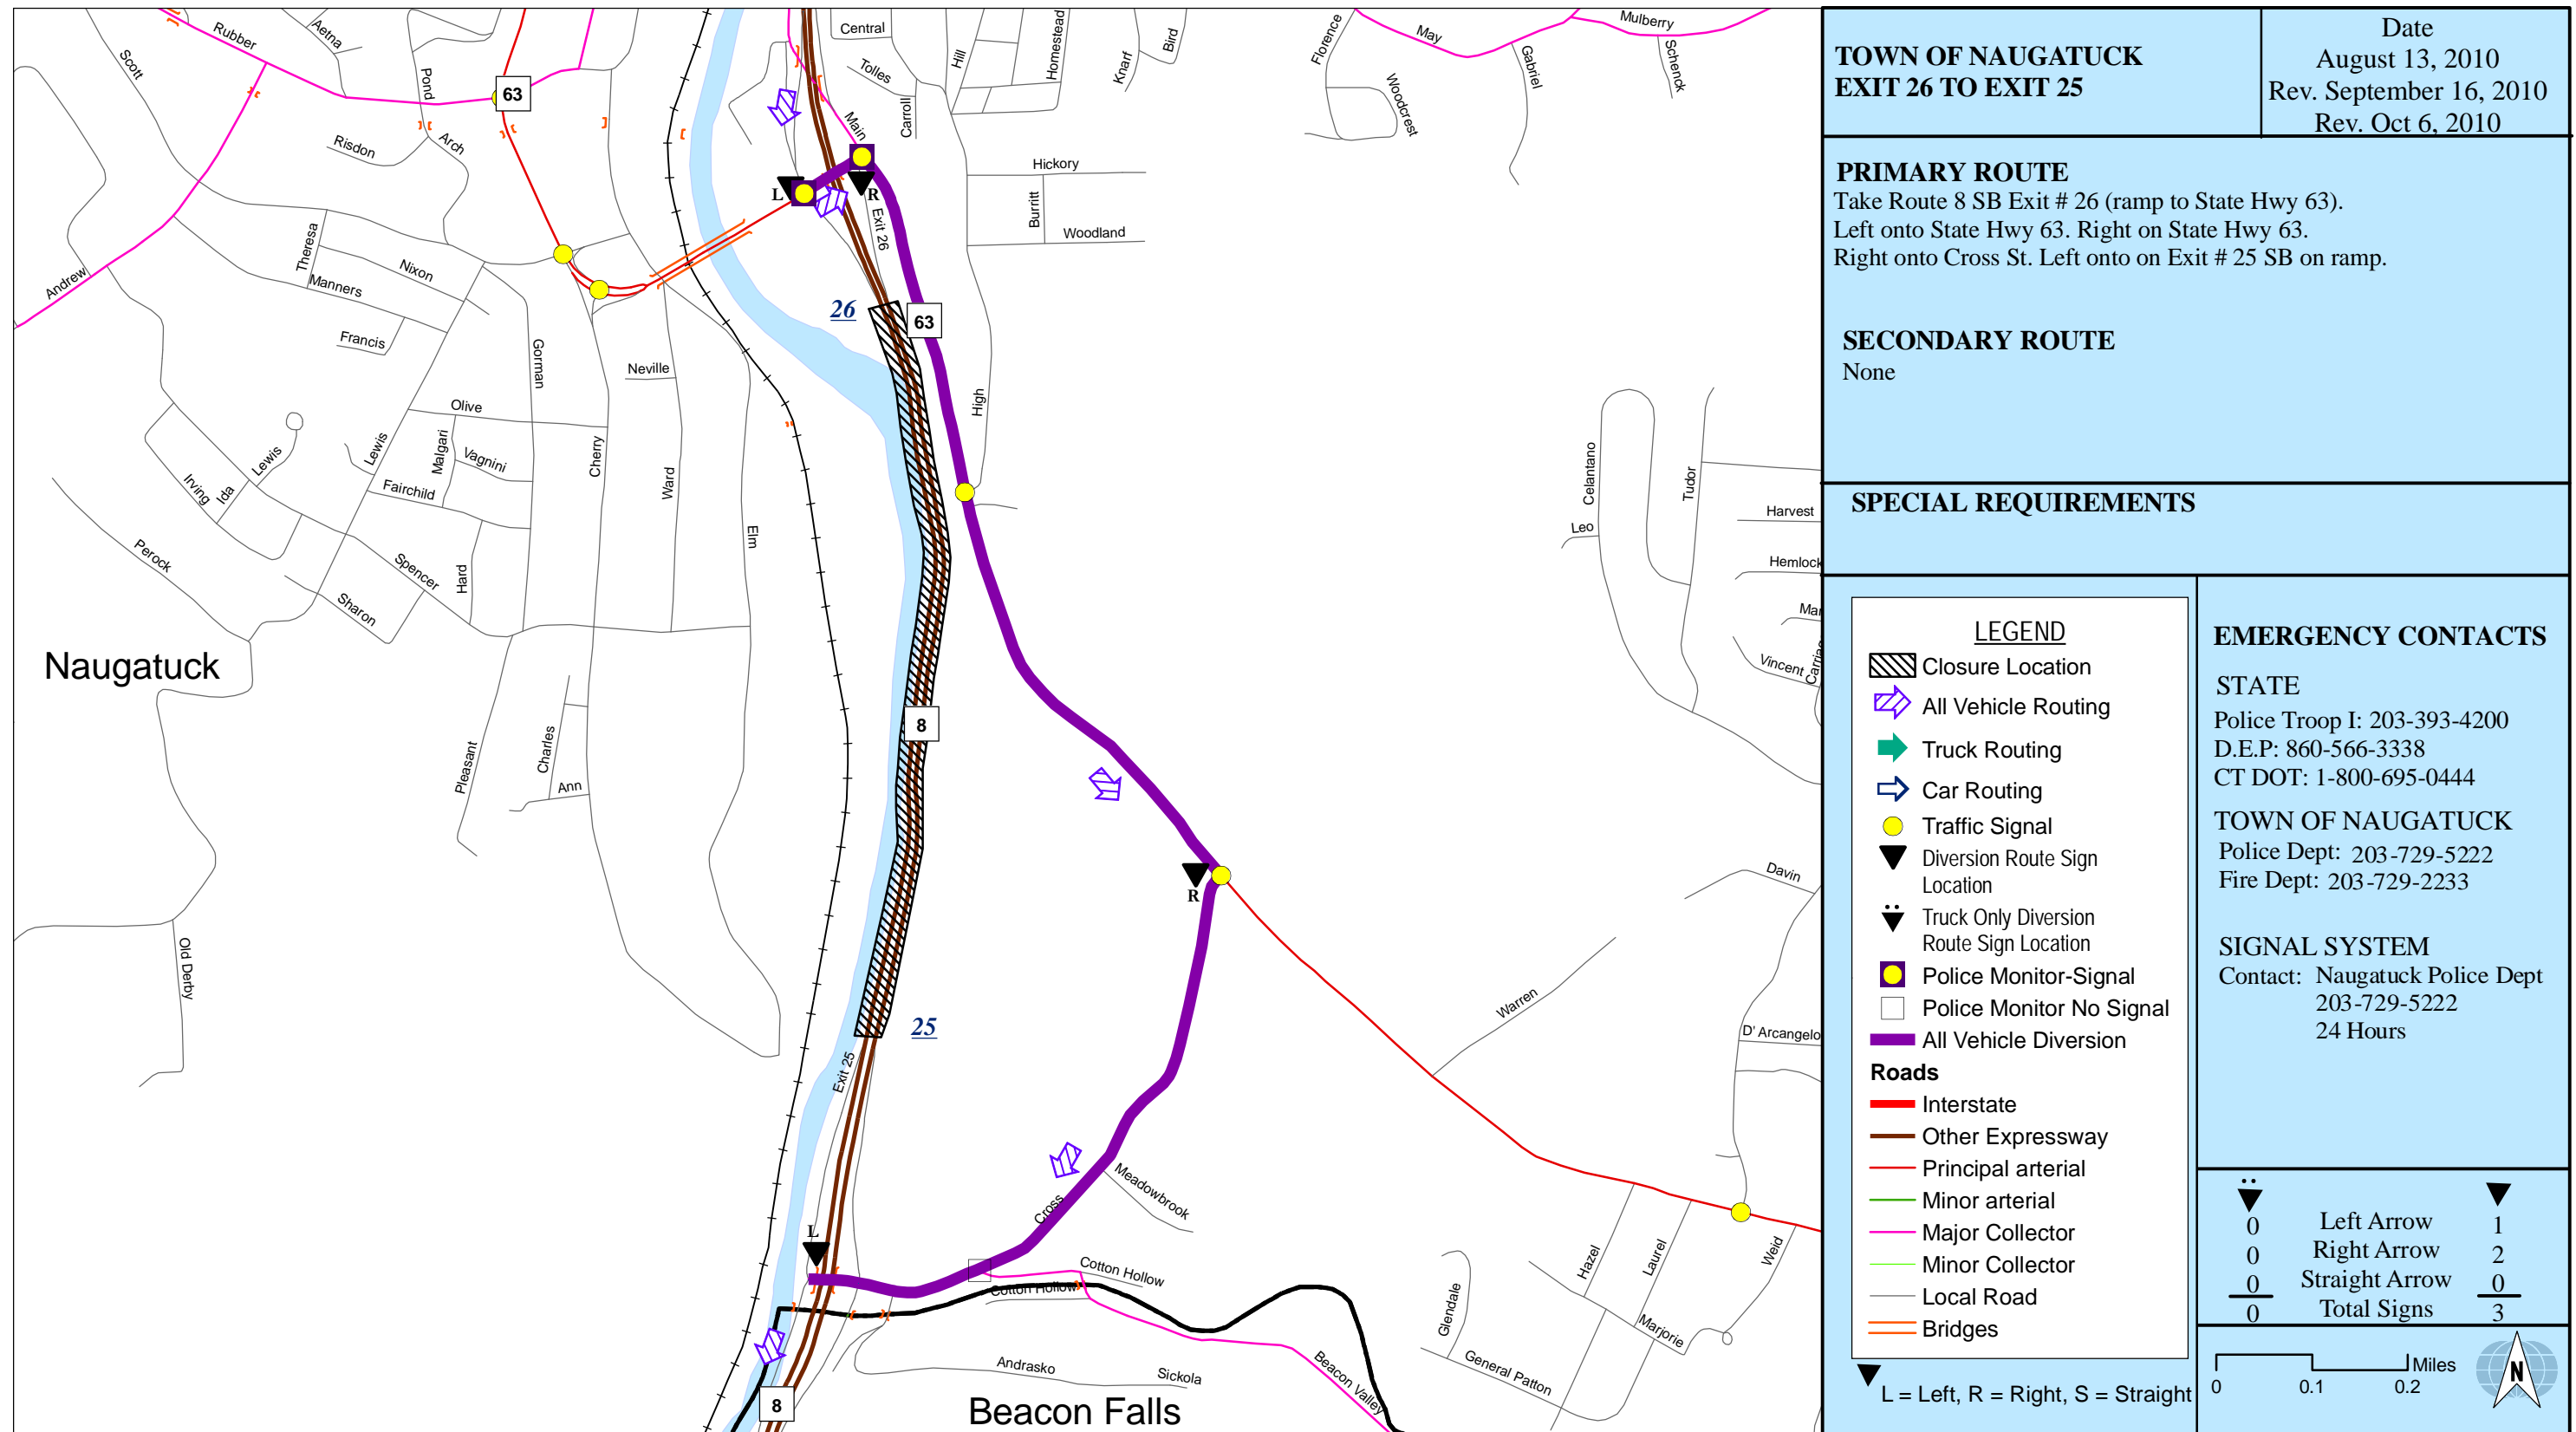 TOWN OF NAUGATUCK
EXIT 26 TO EXIT 25
Date
August 13, 2010
Rev. September 16, 2010
Rev. Oct 6, 2010
PRIMARY ROUTE
Take Route 8 SB Exit # 26 (ramp to State Hwy 63).
Left onto State Hwy 63. Right on State Hwy 63.
Right onto Cross St. Left onto on Exit # 25 SB on ramp.
SECONDARY ROUTE
None
SPECIAL REQUIREMENTS
LEGEND
Closure Location
All Vehicle Routing
Truck Routing
Car Routing
Traffic Signal
Diversion Route Sign
Location
Truck Only Diversion
Route Sign Location
Police Monitor-Signal
Police Monitor No Signal
All Vehicle Diversion
Roads
Interstate
Other Expressway
Principal arterial
Minor arterial
Major Collector
Minor Collector
Local Road
Bridges
L = Left, R = Right, S = Straight
EMERGENCY CONTACTS
STATE
Police Troop I: 203-393-4200
D.E.P: 860-566-3338
CT DOT: 1-800-695-0444
TOWN OF NAUGATUCK
Police Dept: 203-729-5222
Fire Dept: 203-729-2233
SIGNAL SYSTEM
Contact: Naugatuck Police Dept
203-729-5222
24 Hours
0 Left Arrow 1
0 Right Arrow 2
0 Straight Arrow 0
0 Total Signs 3
Miles
0 0.1 0.2
N
Scott
Rubber
Aetna
Pond
63
Arch
Risdon
Central
Tolles
Carroll
Hill
Homestead
Knarf
Bird
Florence
May
Mulberry
Gabriel
Schenck
Woodcrest
Main
Hickory
Burritt
Woodland
L
R
Exit 26
Andrew
Theresa
Nixon
Manners
Francis
Gorman
Neville
26
63
High
Olive
Malgari
Vagnini
Lewis
Lewis
Irving
Ida
Fairchild
Cherry
Ward
Elm
Perock
Spencer
Hard
Sharon
Celantano
Tudor
Leo
Harvest
Hemlock
Vincent
Naugatuck
8
Pleasant
Charles
Ann
Old Derby
R
Davin
Warren
D' Arcangelo
25
Exit 25
Meadowbrook
Cross
L
Cotton Hollow
Cotton Hollow
Hazel
Laurel
Weid
Glendale
Marjorie
General Patton
Andrasko
Sickola
Beacon Valley
8
Beacon Falls